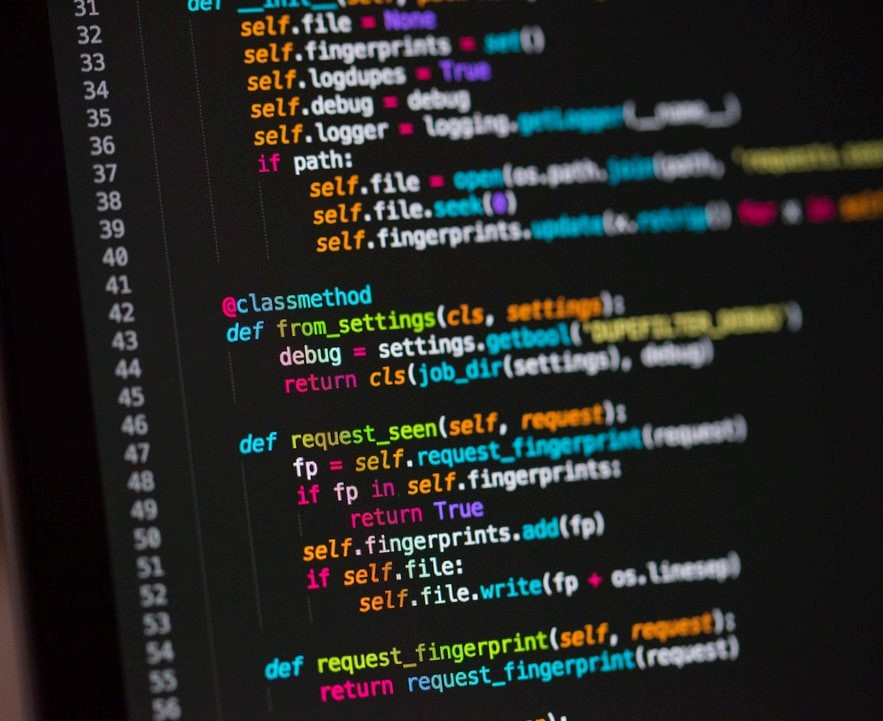 31 def __init__(self,
32 self.file = None
33 self.fingerprints = set()
34 self.logdupes = True
35 self.debug = debug
36 self.logger = logging.getLogger(__name__)
37 if path:
38 self.file = open(os.path.join(path, 'requests.
39 self.file.seek(0)
40 self.fingerprints.update(x.rstrip() for x in self
41
42 @classmethod
43 def from_settings(cls, settings):
44 debug = settings.getbool('DUPEFILTER_DEBUG')
45 return cls(job_dir(settings), debug)
46
47 def request_seen(self, request):
48 fp = self.request_fingerprint(request)
49 if fp in self.fingerprints:
50 return True
51 self.fingerprints.add(fp)
52 if self.file:
53 self.file.write(fp + os.linesep)
54
55 def request_fingerprint(self, request):
56 return request_fingerprint(request)